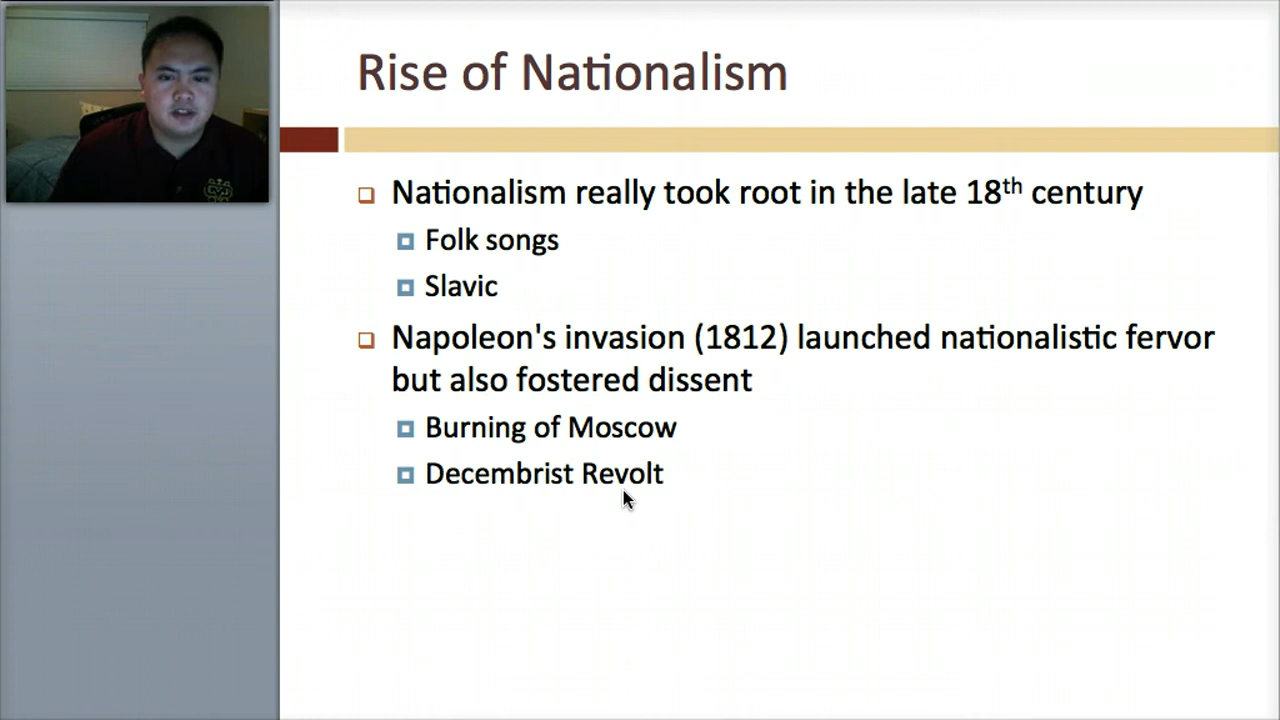 Rise of Nationalism
Nationalism really took root in the late 18th century
Folk songs
Slavic
Napoleon's invasion (1812) launched nationalistic fervor
but also fostered dissent
Burning of Moscow
Decembrist Revolt